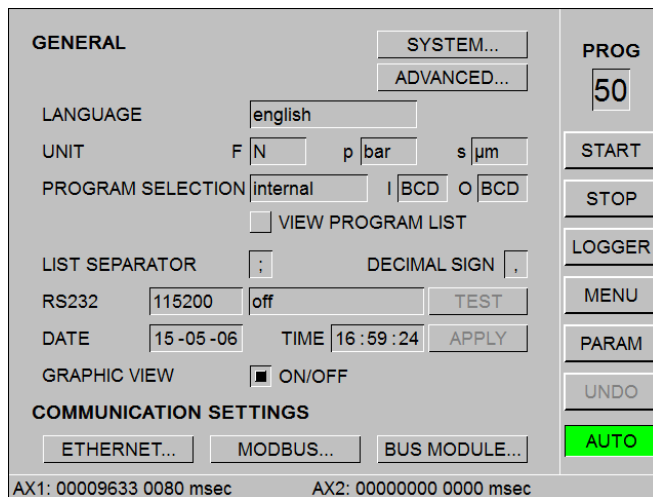 GENERAL SYSTEM...
ADVANCED...
LANGUAGE english
UNIT F N p bar s µm
PROGRAM SELECTION internal I BCD O BCD
VIEW PROGRAM LIST
LIST SEPARATOR ; DECIMAL SIGN ,
RS232 115200 off TEST
DATE 15-05-06 TIME 16:59:24 APPLY
GRAPHIC VIEW ON/OFF
COMMUNICATION SETTINGS
ETHERNET... MODBUS... BUS MODULE...
PROG
50
START
STOP
LOGGER
MENU
PARAM
UNDO
AUTO
AX1: 00009633 0080 msec AX2: 00000000 0000 msec